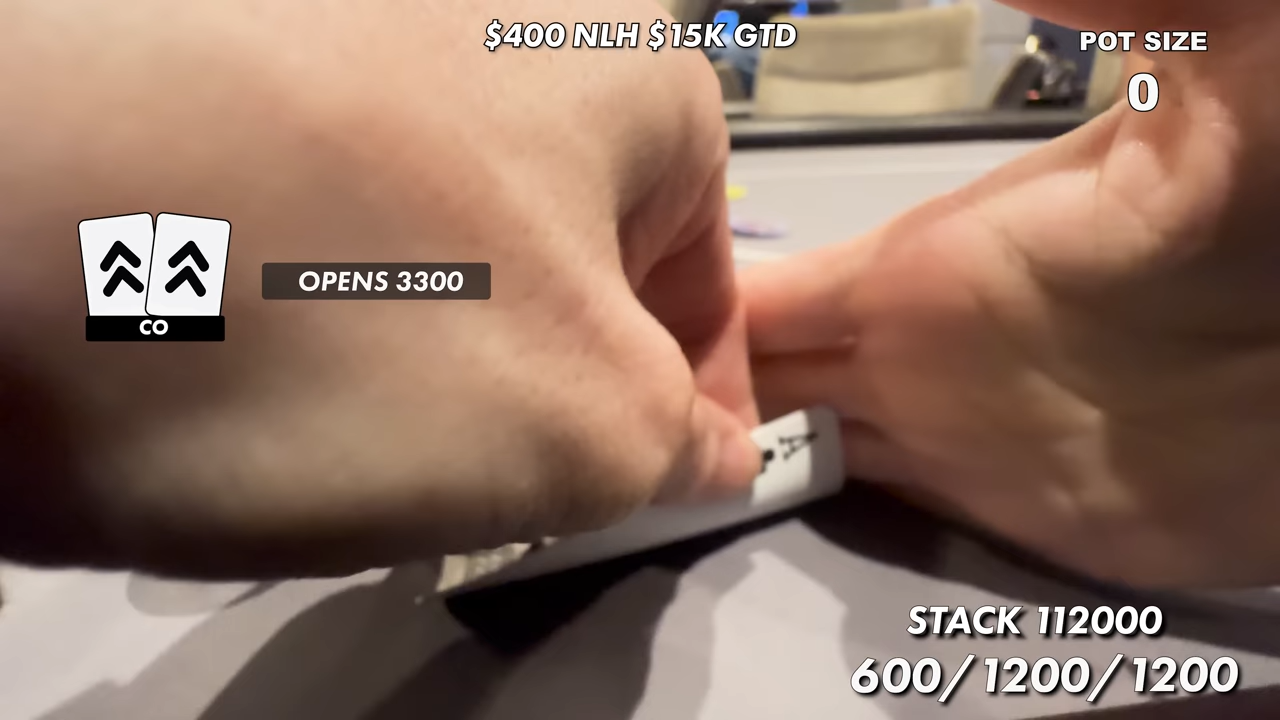 $400 NLH $15K GTD
POT SIZE
0
OPENS 3300
CO
STACK 112000
600/1200/1200